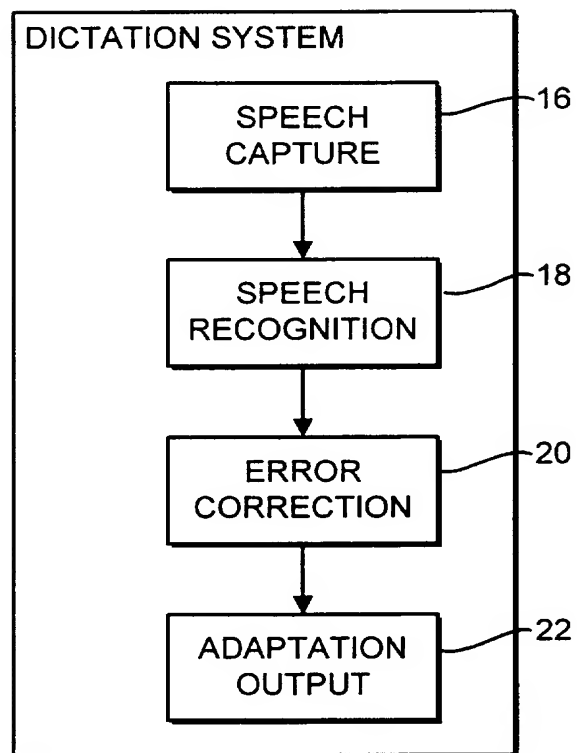 DICTATION SYSTEM
SPEECH
CAPTURE
16
SPEECH
RECOGNITION
18
ERROR
CORRECTION
20
ADAPTATION
OUTPUT
22